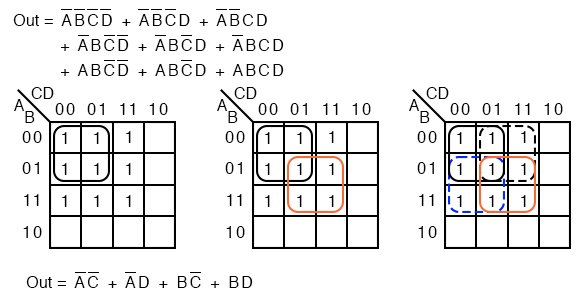 Out = A̅B̅C̅D̅ + A̅B̅C̅D + A̅B̅CD
+ A̅BC̅D̅ + A̅BC̅D + A̅BCD
+ ABC̅D̅ + ABC̅D + ABCD
CD CD CD
A A A
B 00 01 11 10 B 00 01 11 10 B 00 01 11 10
00 1 1 1 00 1 1 1 00 1 1 1
01 1 1 1 01 1 1 1 01 1 1 1
11 1 1 1 11 1 1 1 11 1 1 1
10 10 10
Out = A̅C̅ + A̅D + BC̅ + BD